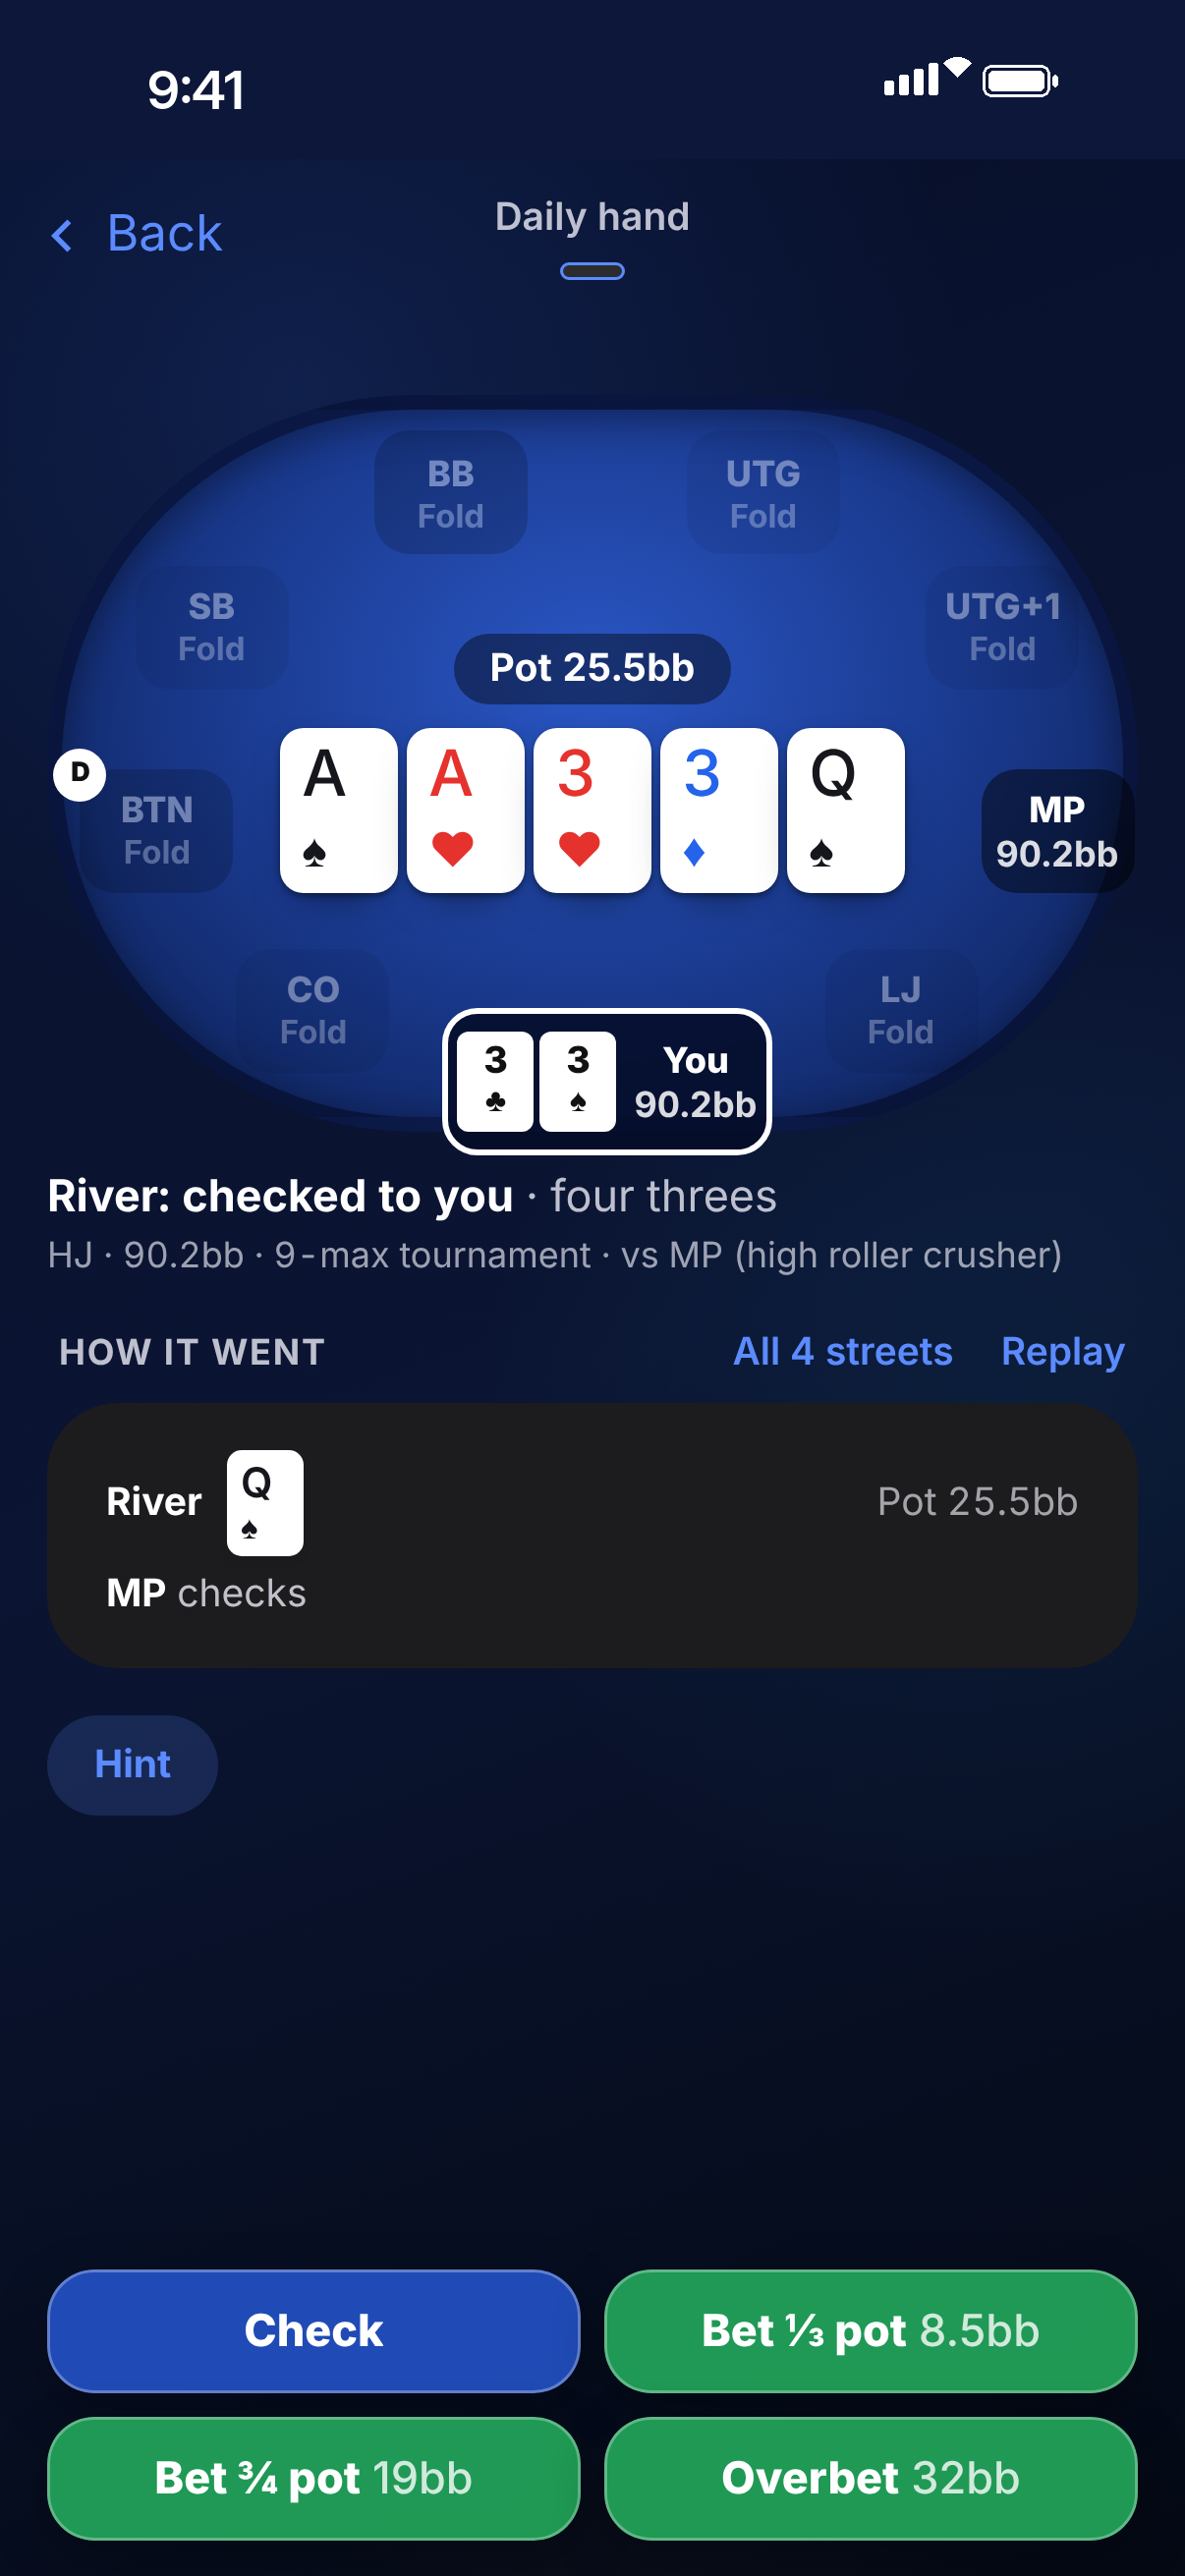 9:41
Back
Daily hand
BB
Fold
UTG
Fold
SB
Fold
UTG+1
Fold
Pot 25.5bb
A♠ A♥ 3♥ 3♦ Q♠
D
BTN
Fold
MP
90.2bb
CO
Fold
LJ
Fold
3♣ 3♠
You
90.2bb
River: checked to you · four threes
HJ · 90.2bb · 9-max tournament · vs MP (high roller crusher)
HOW IT WENT
All 4 streets
Replay
River Q♠ Pot 25.5bb
MP checks
Hint
Check
Bet ⅓ pot 8.5bb
Bet ¾ pot 19bb
Overbet 32bb